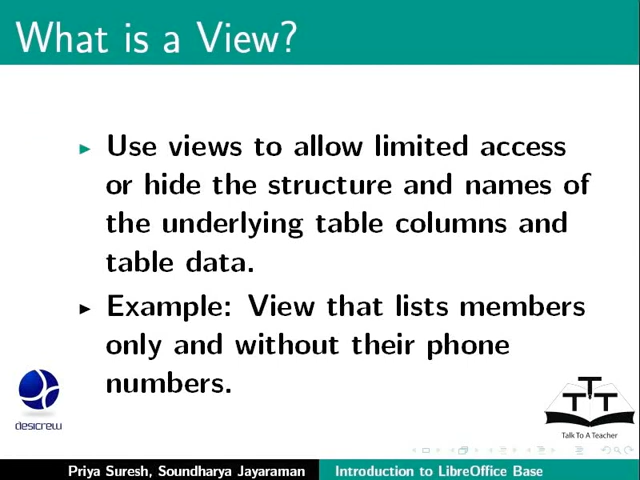 What is a View?
Use views to allow limited access
or hide the structure and names of
the underlying table columns and
table data.
Example: View that lists members
only and without their phone
numbers.
desicrew
TTT
Talk To A Teacher
Priya Suresh, Soundharya Jayaraman
Introduction to LibreOffice Base